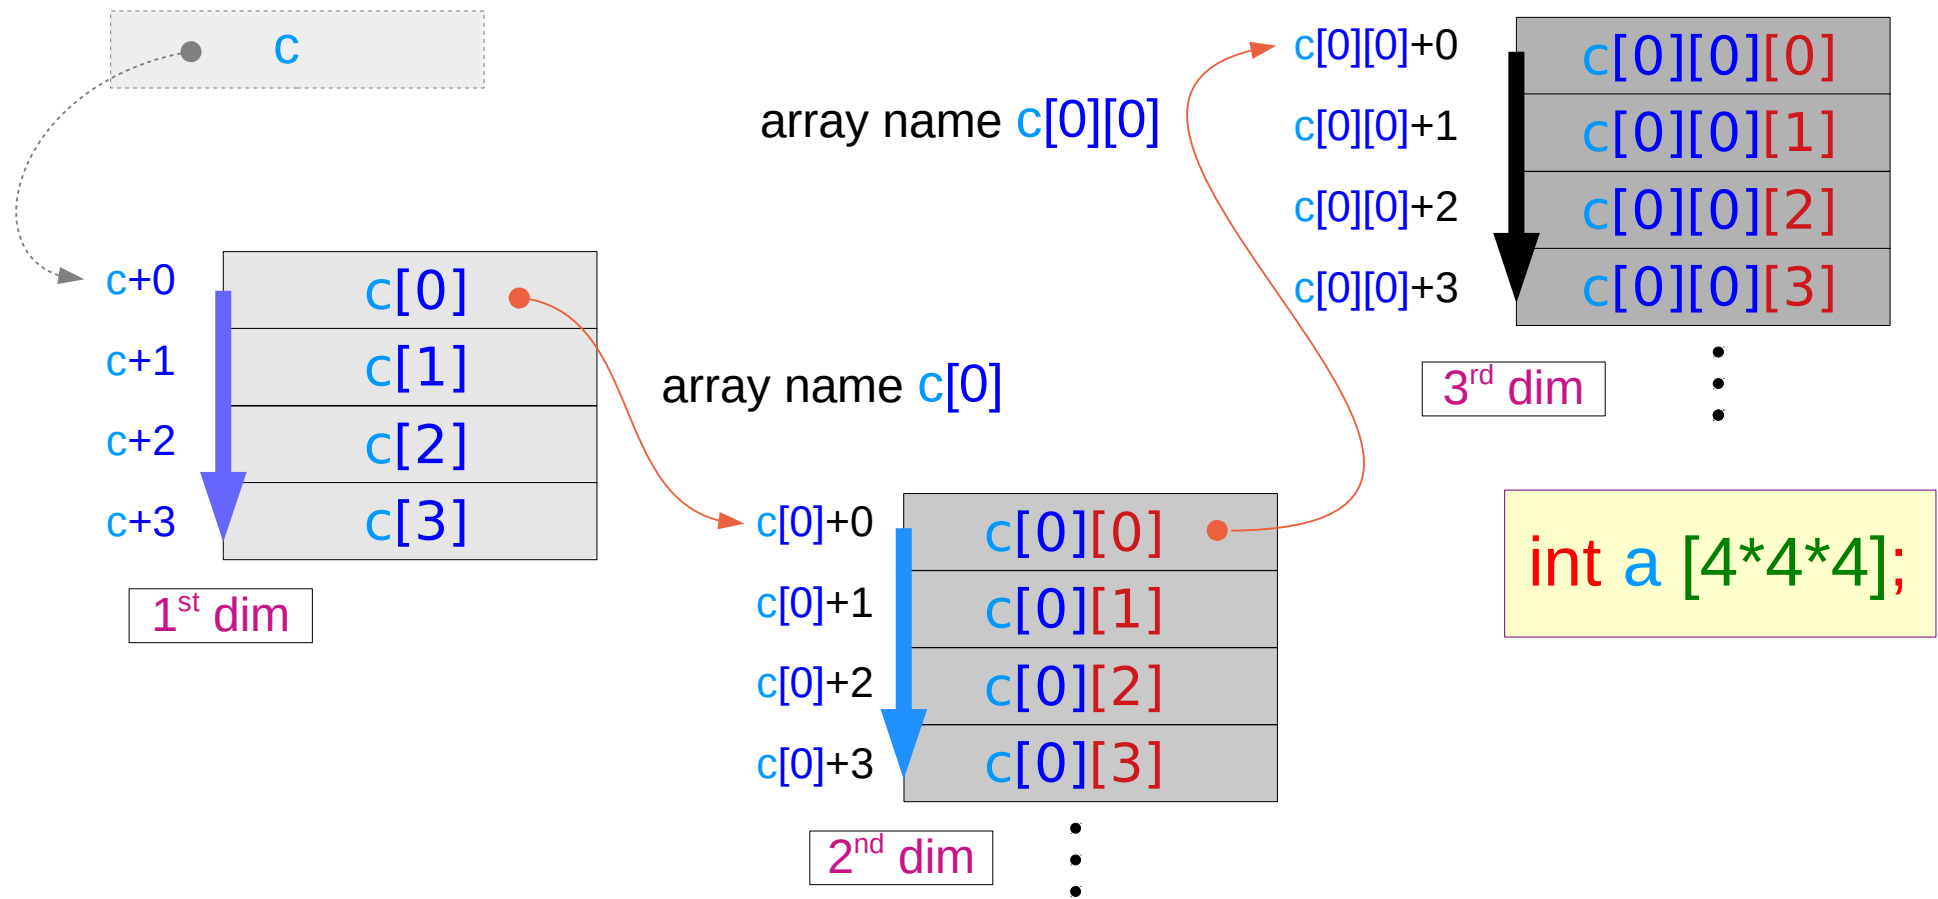 c
c+0
c+1
c+2
c+3
c[0]
c[1]
c[2]
c[3]
1st dim
array name c[0]
c[0]+0
c[0]+1
c[0]+2
c[0]+3
c[0][0]
c[0][1]
c[0][2]
c[0][3]
2nd dim
array name c[0][0]
c[0][0]+0
c[0][0]+1
c[0][0]+2
c[0][0]+3
c[0][0][0]
c[0][0][1]
c[0][0][2]
c[0][0][3]
3rd dim
int a [4*4*4];